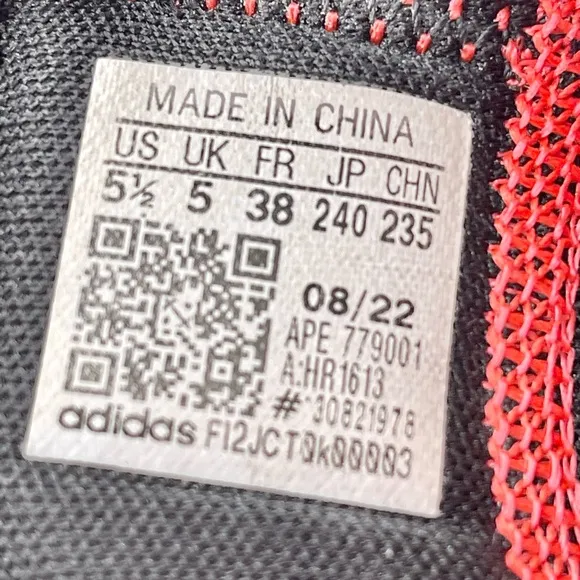 MADE IN CHINA
US UK FR JP CHN
5½ 5 38 240 235
08/22
APE 779001
A:HR1613
# 30821978
adidas F12JCT0k00003